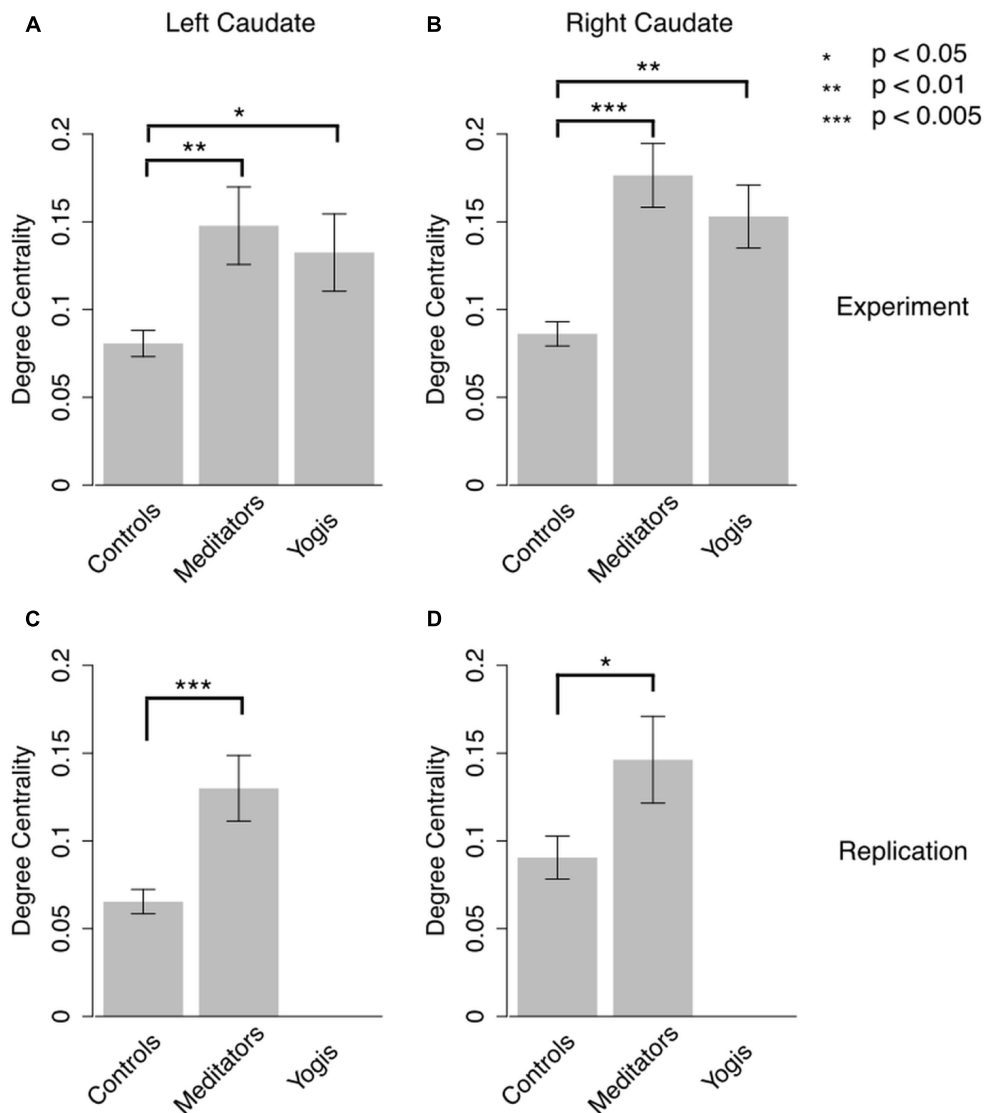 A
Left Caudate
B
Right Caudate
* p < 0.05
** p < 0.01
*** p < 0.005
*
**
Degree Centrality
0
0.05
0.1
0.15
0.2
Controls
Meditators
Yogis
**
***
Degree Centrality
0
0.05
0.1
0.15
0.2
Controls
Meditators
Yogis
Experiment
C
***
Degree Centrality
0
0.05
0.1
0.15
0.2
Controls
Meditators
Yogis
D
*
Degree Centrality
0
0.05
0.1
0.15
0.2
Controls
Meditators
Yogis
Replication